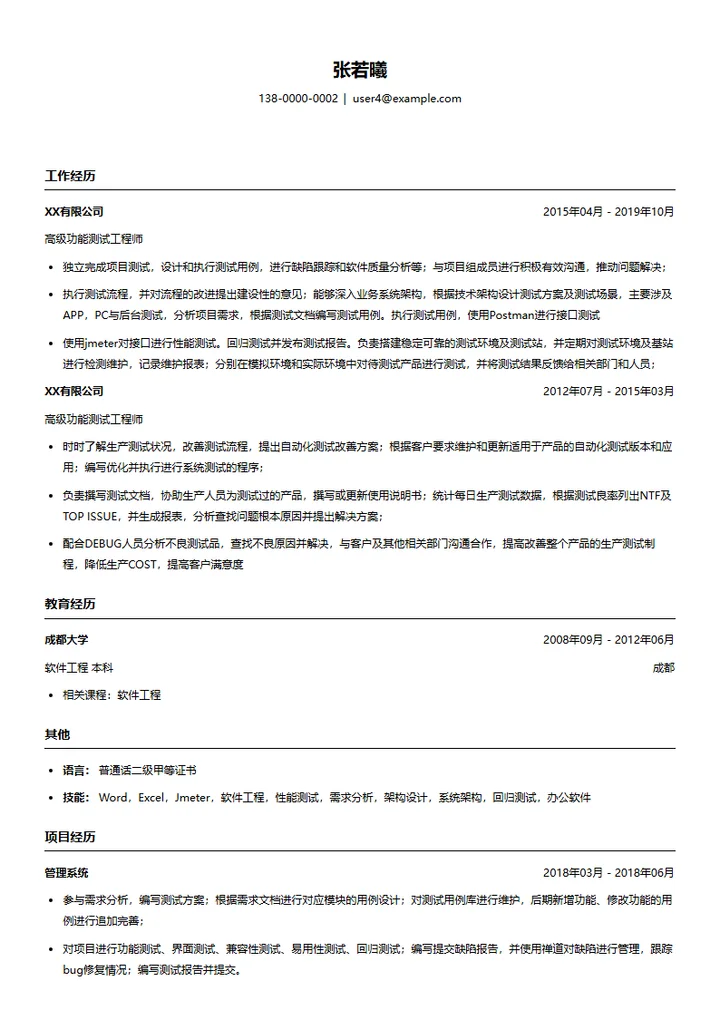 张若曦
138-0000-0002 | user4@example.com
工作经历
XX有限公司 2015年04月 - 2019年10月
高级功能测试工程师
• 独立完成项目测试，设计和执行测试用例，进行缺陷跟踪和软件质量分析等；与项目组成员进行积极有效沟通，推动问题解决；
• 执行测试流程，并对流程的改进提出建设性的意见；能够深入业务系统架构，根据技术架构设计测试方案及测试场景，主要涉及
APP，PC与后台测试，分析项目需求，根据测试文档编写测试用例。执行测试用例，使用Postman进行接口测试
• 使用jmeter对接口进行性能测试。回归测试并发布测试报告。负责搭建稳定可靠的测试环境及测试站，并定期对测试环境及基站
进行检测维护，记录维护报表；分别在模拟环境和实际环境中对待测试产品进行测试，并将测试结果反馈给相关部门和人员；
XX有限公司 2012年07月 - 2015年03月
高级功能测试工程师
• 时时了解生产测试状况，改善测试流程，提出自动化测试改善方案；根据客户要求维护和更新适用于产品的自动化测试版本和应
用；编写优化并执行进行系统测试的程序；
• 负责撰写测试文档，协助生产人员为测试过的产品，撰写或更新使用说明书；统计每日生产测试数据，根据测试良率列出NTF及
TOP ISSUE，并生成报表，分析查找问题根本原因并提出解决方案；
• 配合DEBUG人员分析不良测试品，查找不良原因并解决，与客户及其他相关部门沟通合作，提高改善整个产品的生产测试制
程，降低生产COST，提高客户满意度
教育经历
成都大学 2008年09月 - 2012年06月
软件工程 本科 成都
• 相关课程：软件工程
其他
• 语言： 普通话二级甲等证书
• 技能： Word，Excel，Jmeter，软件工程，性能测试，需求分析，架构设计，系统架构，回归测试，办公软件
项目经历
管理系统 2018年03月 - 2018年06月
• 参与需求分析，编写测试方案；根据需求文档进行对应模块的用例设计；对测试用例库进行维护，后期新增功能、修改功能的用
例进行追加完善；
• 对项目进行功能测试、界面测试、兼容性测试、易用性测试、回归测试；编写提交缺陷报告，并使用禅道对缺陷进行管理，跟踪
bug修复情况；编写测试报告并提交。